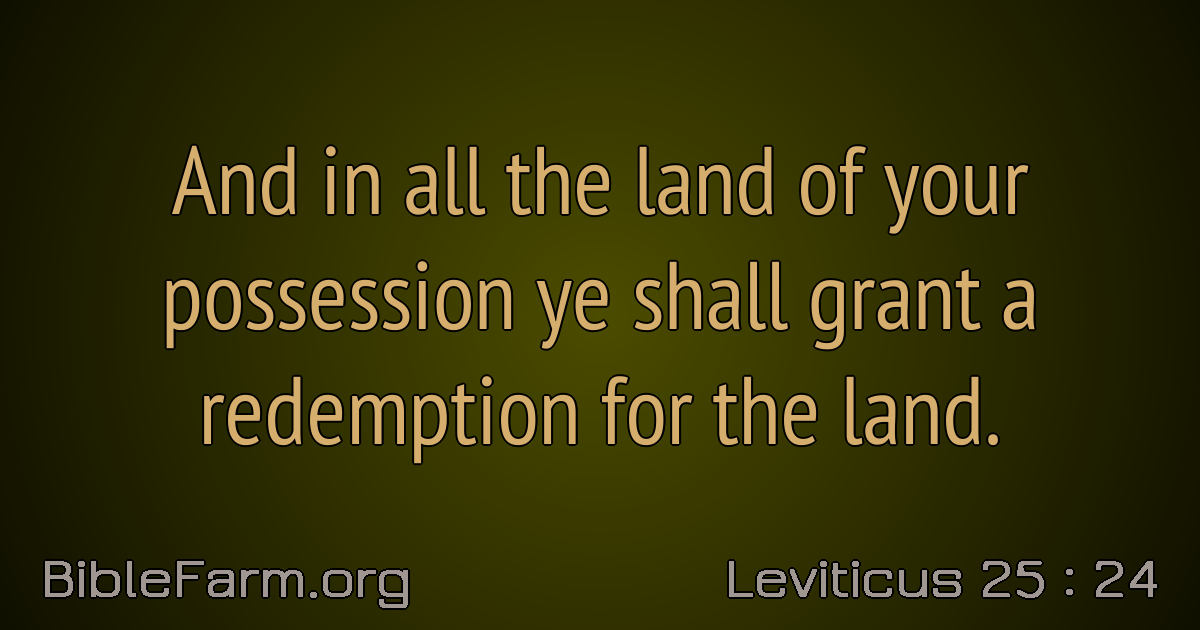 And in all the land of your
possession ye shall grant a
redemption for the land.
BibleFarm.org
Leviticus 25 : 24